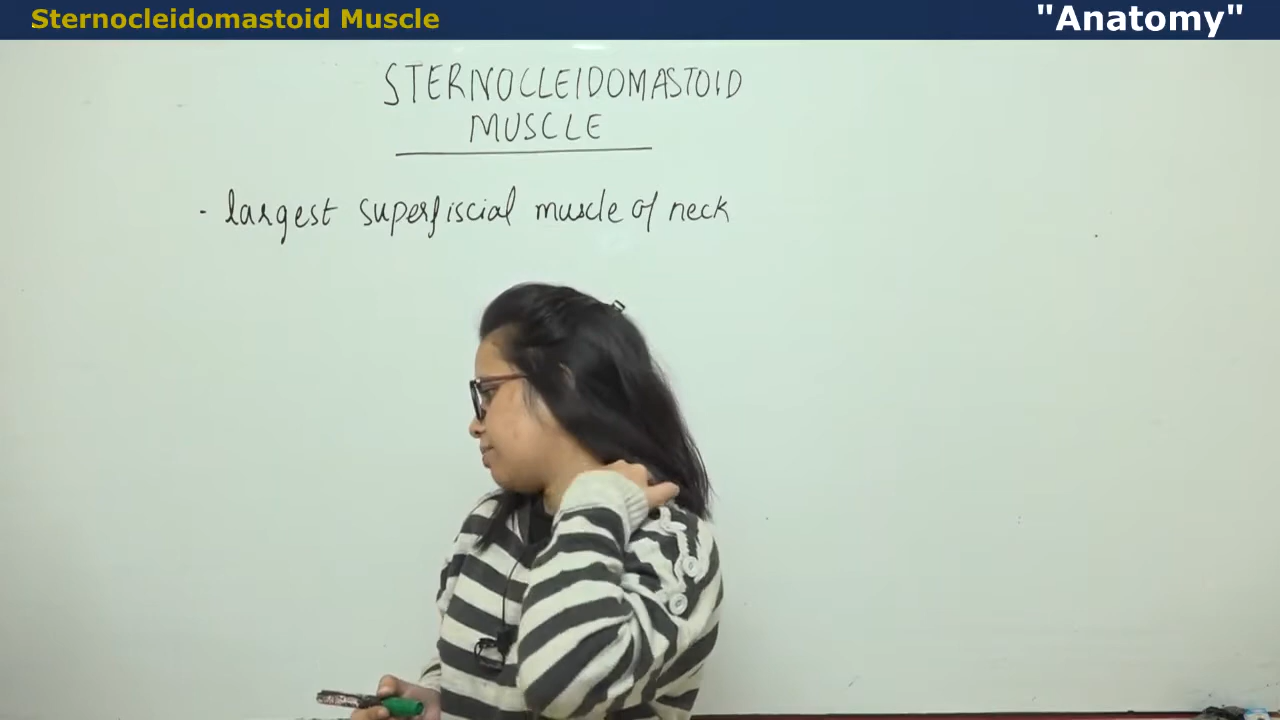 Sternocleidomastoid Muscle
"Anatomy"
STERNOCLEIDOMASTOID
MUSCLE
- largest superfiscial muscle of neck